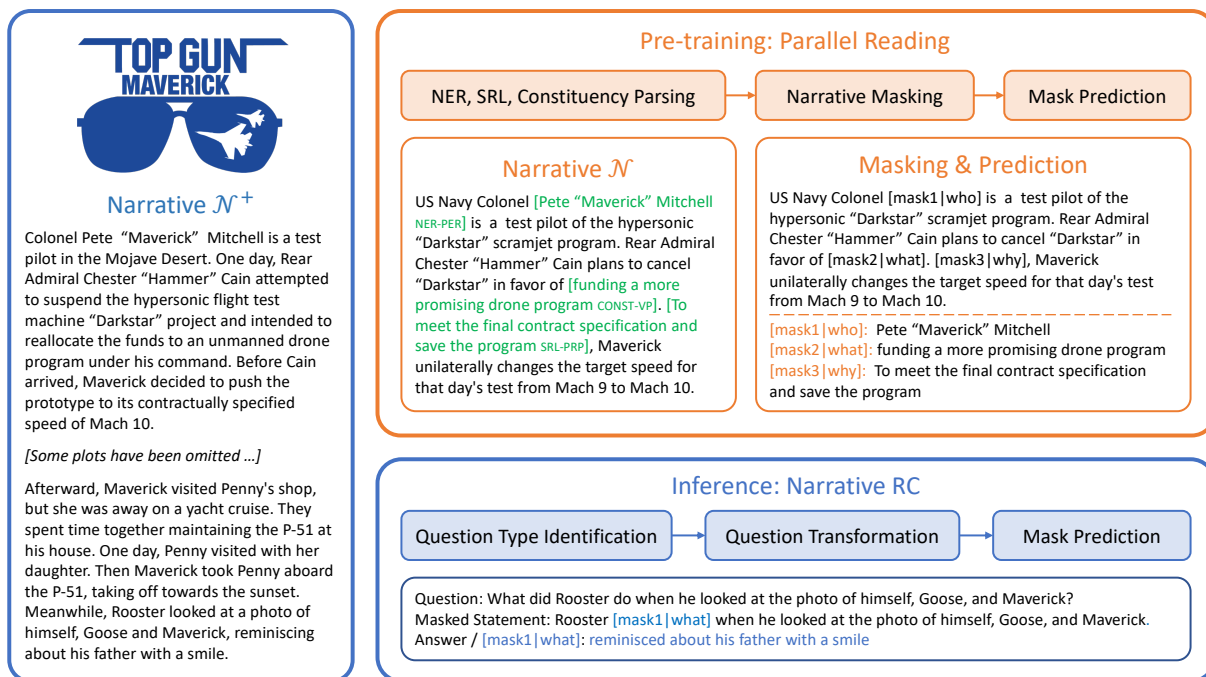 TOP GUN
MAVERICK
Narrative 𝒩⁺
Colonel Pete “Maverick” Mitchell is a test
pilot in the Mojave Desert. One day, Rear
Admiral Chester “Hammer” Cain attempted
to suspend the hypersonic flight test
machine “Darkstar” project and intended to
reallocate the funds to an unmanned drone
program under his command. Before Cain
arrived, Maverick decided to push the
prototype to its contractually specified
speed of Mach 10.
[Some plots have been omitted …]
Afterward, Maverick visited Penny's shop,
but she was away on a yacht cruise. They
spent time together maintaining the P-51 at
his house. One day, Penny visited with her
daughter. Then Maverick took Penny aboard
the P-51, taking off towards the sunset.
Meanwhile, Rooster looked at a photo of
himself, Goose and Maverick, reminiscing
about his father with a smile.
Pre-training: Parallel Reading
NER, SRL, Constituency Parsing
Narrative Masking
Mask Prediction
Narrative 𝒩
US Navy Colonel [Pete “Maverick” Mitchell
NER-PER] is a test pilot of the hypersonic
“Darkstar” scramjet program. Rear Admiral
Chester “Hammer” Cain plans to cancel
“Darkstar” in favor of [funding a more
promising drone program CONST-VP]. [To
meet the final contract specification and
save the program SRL-PRP], Maverick
unilaterally changes the target speed for
that day's test from Mach 9 to Mach 10.
Masking & Prediction
US Navy Colonel [mask1|who] is a test pilot of the
hypersonic “Darkstar” scramjet program. Rear Admiral
Chester “Hammer” Cain plans to cancel “Darkstar” in
favor of [mask2|what]. [mask3|why], Maverick
unilaterally changes the target speed for that day's test
from Mach 9 to Mach 10.
[mask1|who]: Pete “Maverick” Mitchell
[mask2|what]: funding a more promising drone program
[mask3|why]: To meet the final contract specification
and save the program
Inference: Narrative RC
Question Type Identification
Question Transformation
Mask Prediction
Question: What did Rooster do when he looked at the photo of himself, Goose, and Maverick?
Masked Statement: Rooster [mask1|what] when he looked at the photo of himself, Goose, and Maverick.
Answer / [mask1|what]: reminisced about his father with a smile